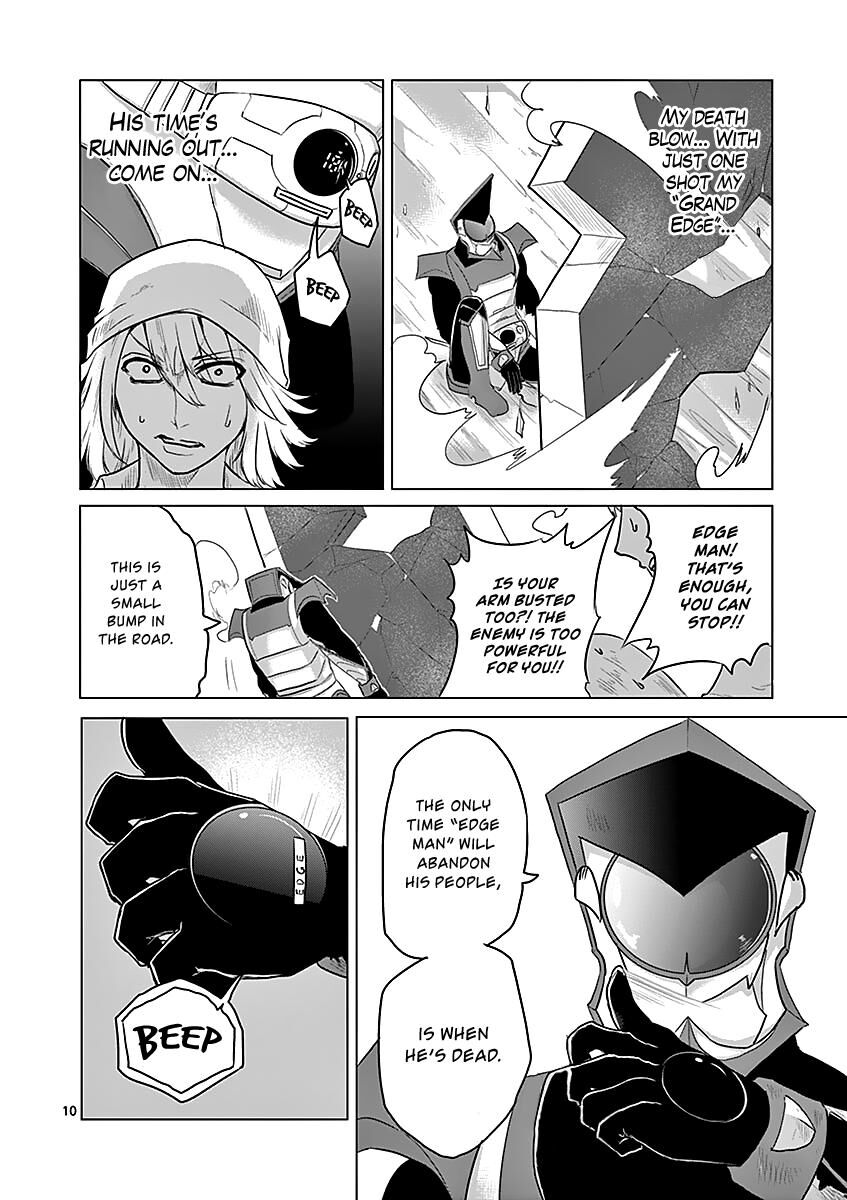 MY DEATH
BLOW... WITH
JUST ONE
SHOT MY
"GRAND
EDGE"...
HIS TIME'S
RUNNING OUT...
COME ON...
BEEP
BEEP
EDGE
MAN!
THAT'S
ENOUGH,
YOU CAN
STOP!!
IS YOUR
ARM BUSTED
TOO?! THE
ENEMY IS TOO
POWERFUL
FOR YOU!!
THIS IS
JUST A
SMALL
BUMP IN
THE ROAD.
THE ONLY
TIME "EDGE
MAN" WILL
ABANDON
HIS PEOPLE,
IS WHEN
HE'S DEAD.
EDGE
BEEP
10